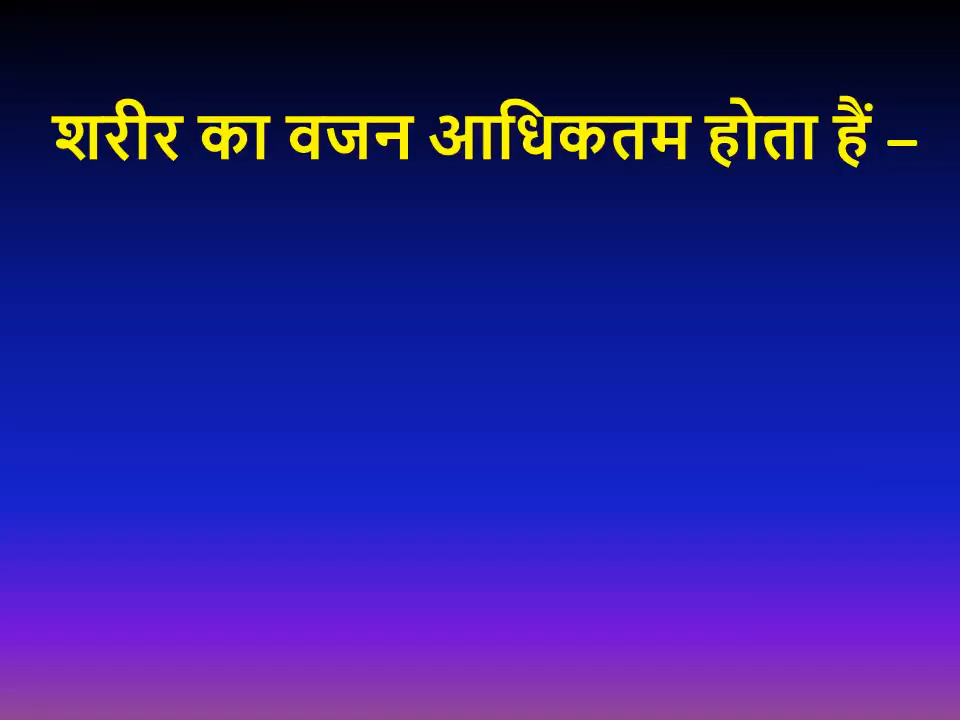 शरीर का वजन आधिकतम होता हैं –